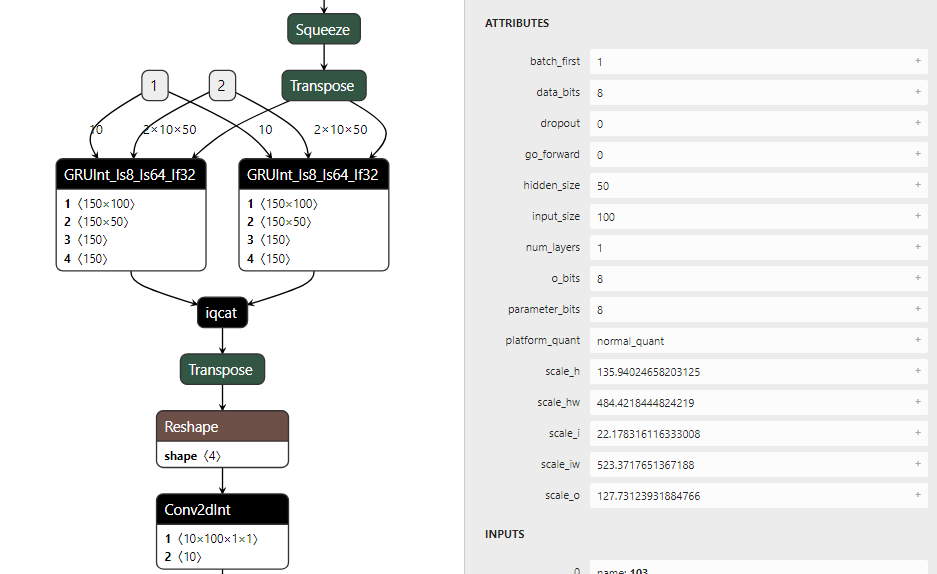 Squeeze
1
2
Transpose
10
2×10×50
10
2×10×50
GRUInt_Is8_Is64_If32
1 〈150×100〉
2 〈150×50〉
3 〈150〉
4 〈150〉
GRUInt_Is8_Is64_If32
1 〈150×100〉
2 〈150×50〉
3 〈150〉
4 〈150〉
iqcat
Transpose
Reshape
shape 〈4〉
Conv2dInt
1 〈10×100×1×1〉
2 〈10〉
ATTRIBUTES
batch_first 1 +
data_bits 8 +
dropout 0 +
go_forward 0 +
hidden_size 50 +
input_size 100 +
num_layers 1 +
o_bits 8 +
parameter_bits 8 +
platform_quant normal_quant +
scale_h 135.94024658203125 +
scale_hw 484.4218444824219 +
scale_i 22.178316116333008 +
scale_iw 523.3717651367188 +
scale_o 127.73123931884766 +
INPUTS
0 name: 103